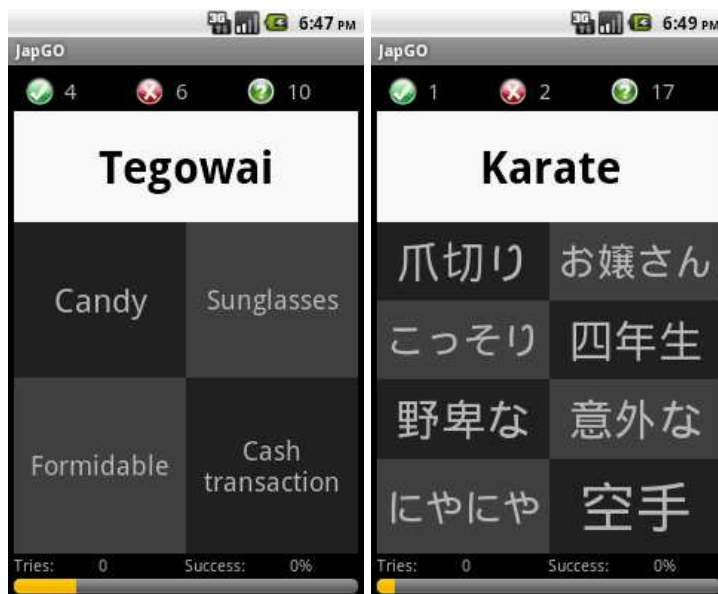 3G 6:47 PM
JapGO
4 6 10
Tegowai
Candy
Sunglasses
Formidable
Cash
transaction
Tries: 0 Success: 0%
3G 6:49 PM
JapGO
1 2 17
Karate
爪切り
お嬢さん
こっそり
四年生
野卑な
意外な
にやにや
空手
Tries: 0 Success: 0%